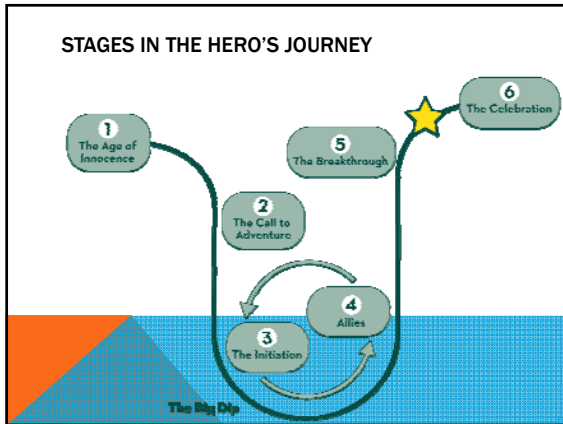 STAGES IN THE HERO'S JOURNEY
1
The Age of
Innocence
2
The Call to
Adventure
3
The Initiation
4
Allies
5
The Breakthrough
6
The Celebration
The Big Dip